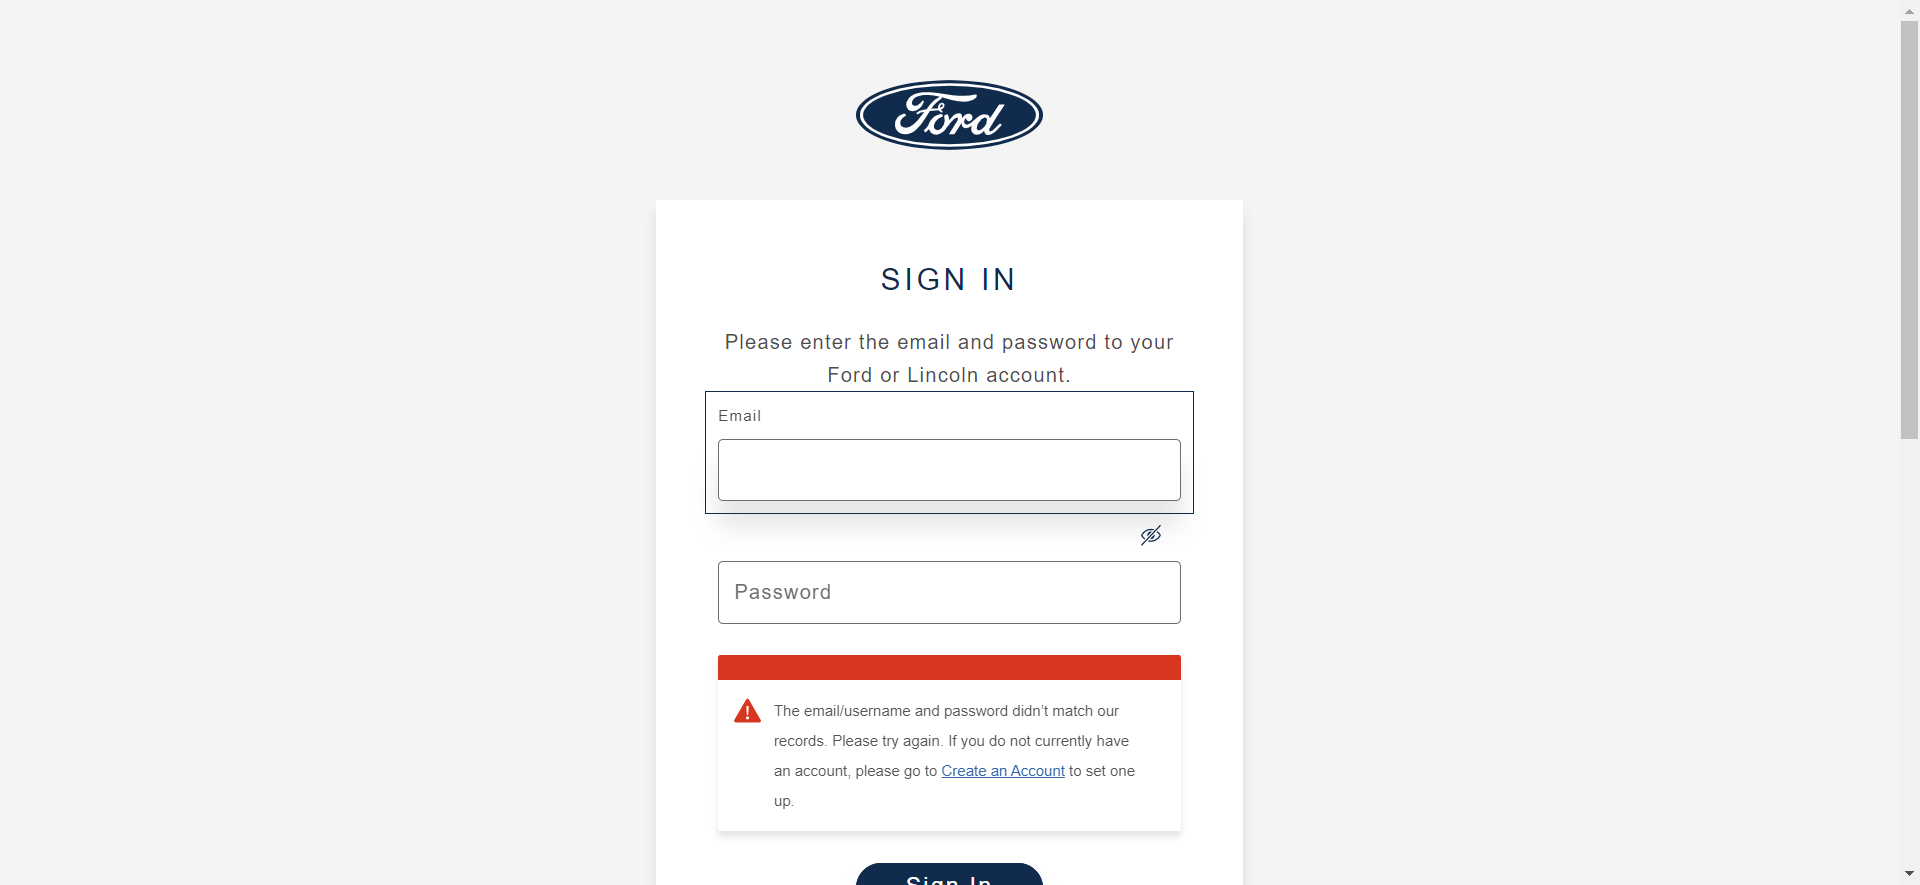 Ford
SIGN IN
Please enter the email and password to your
Ford or Lincoln account.
Email
Password
The email/username and password didn’t match our
records. Please try again. If you do not currently have
an account, please go to Create an Account to set one
up.
Sign In